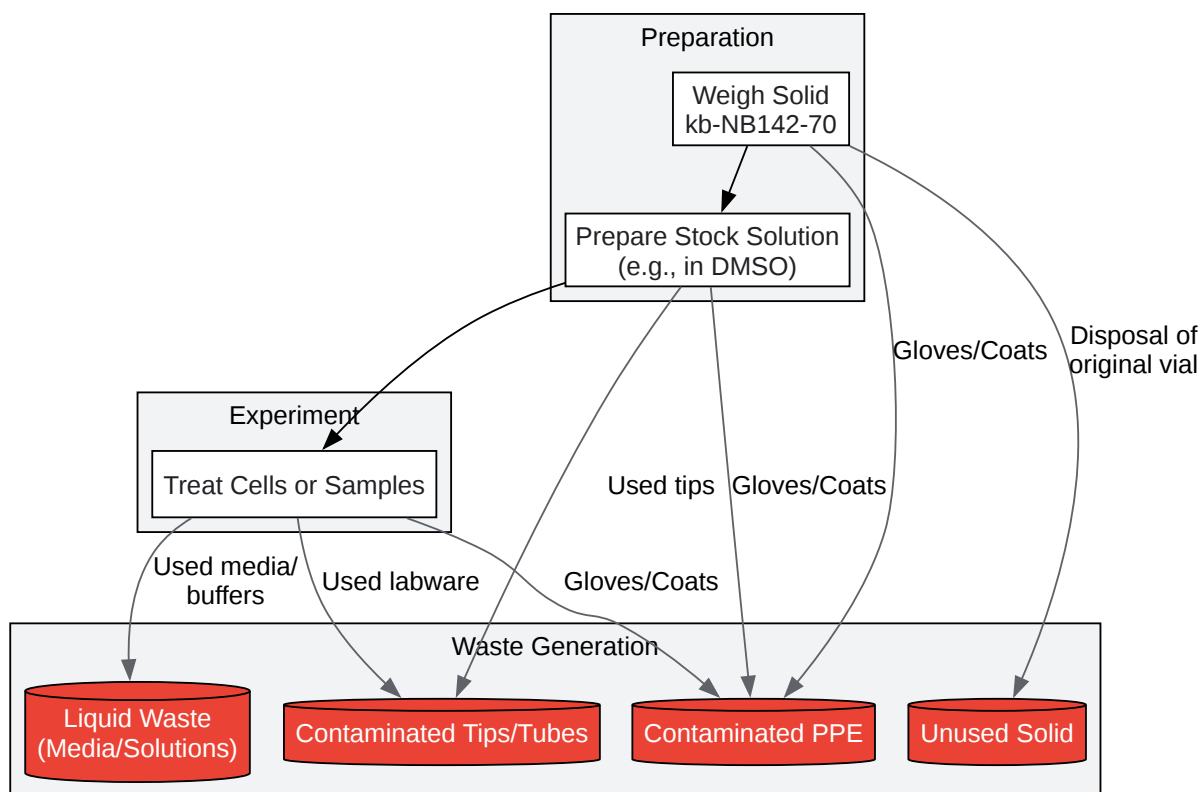 Preparation
Weigh Solid
kb-NB142-70
Prepare Stock Solution
(e.g., in DMSO)
Gloves/Coats
Disposal of
original vial
Experiment
Treat Cells or Samples
Used tips
Gloves/Coats
Used media/
buffers
Used labware
Gloves/Coats
Waste Generation
Liquid Waste
(Media/Solutions)
Contaminated Tips/Tubes
Contaminated PPE
Unused Solid